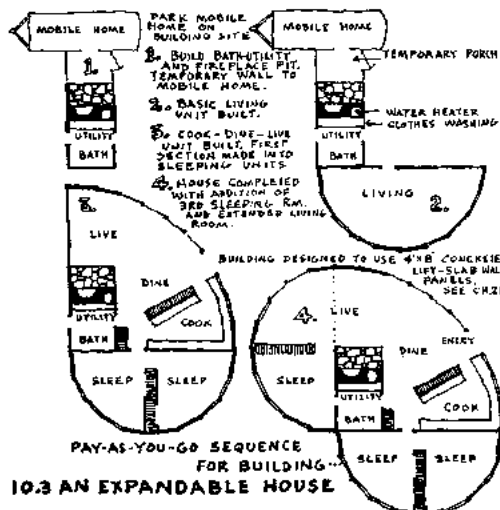 MOBILE HOME
PARK MOBILE
HOME ON
BUILDING SITE
1. BUILD BATH-UTILITY
AND FIREPLACE PIT,
TEMPORARY WALL TO
MOBILE HOME.
2. BASIC LIVING
UNIT BUILT.
3. COOK-DINE-LIVE
UNIT BUILT, FIRST
SECTION MADE INTO
SLEEPING UNITS
4. HOUSE COMPLETED
WITH ADDITION OF
3RD SLEEPING RM.
AND EXTENDED LIVING
ROOM.
1.
UTILITY
BATH
MOBILE HOME
TEMPORARY PORCH
WATER HEATER
CLOTHES WASHING
UTILITY
BATH
LIVING
2.
3.
LIVE
DINE
UTILITY
COOK
BATH
SLEEP SLEEP
BUILDING DESIGNED TO USE 4'X8' CONCRETE
LIFT-SLAB WALL
PANELS.
SEE CH.
4. LIVE
DINE ENTRY
SLEEP
UTILITY
COOK
BATH
SLEEP SLEEP
PAY-AS-YOU-GO SEQUENCE
FOR BUILDING
10.3 AN EXPANDABLE HOUSE